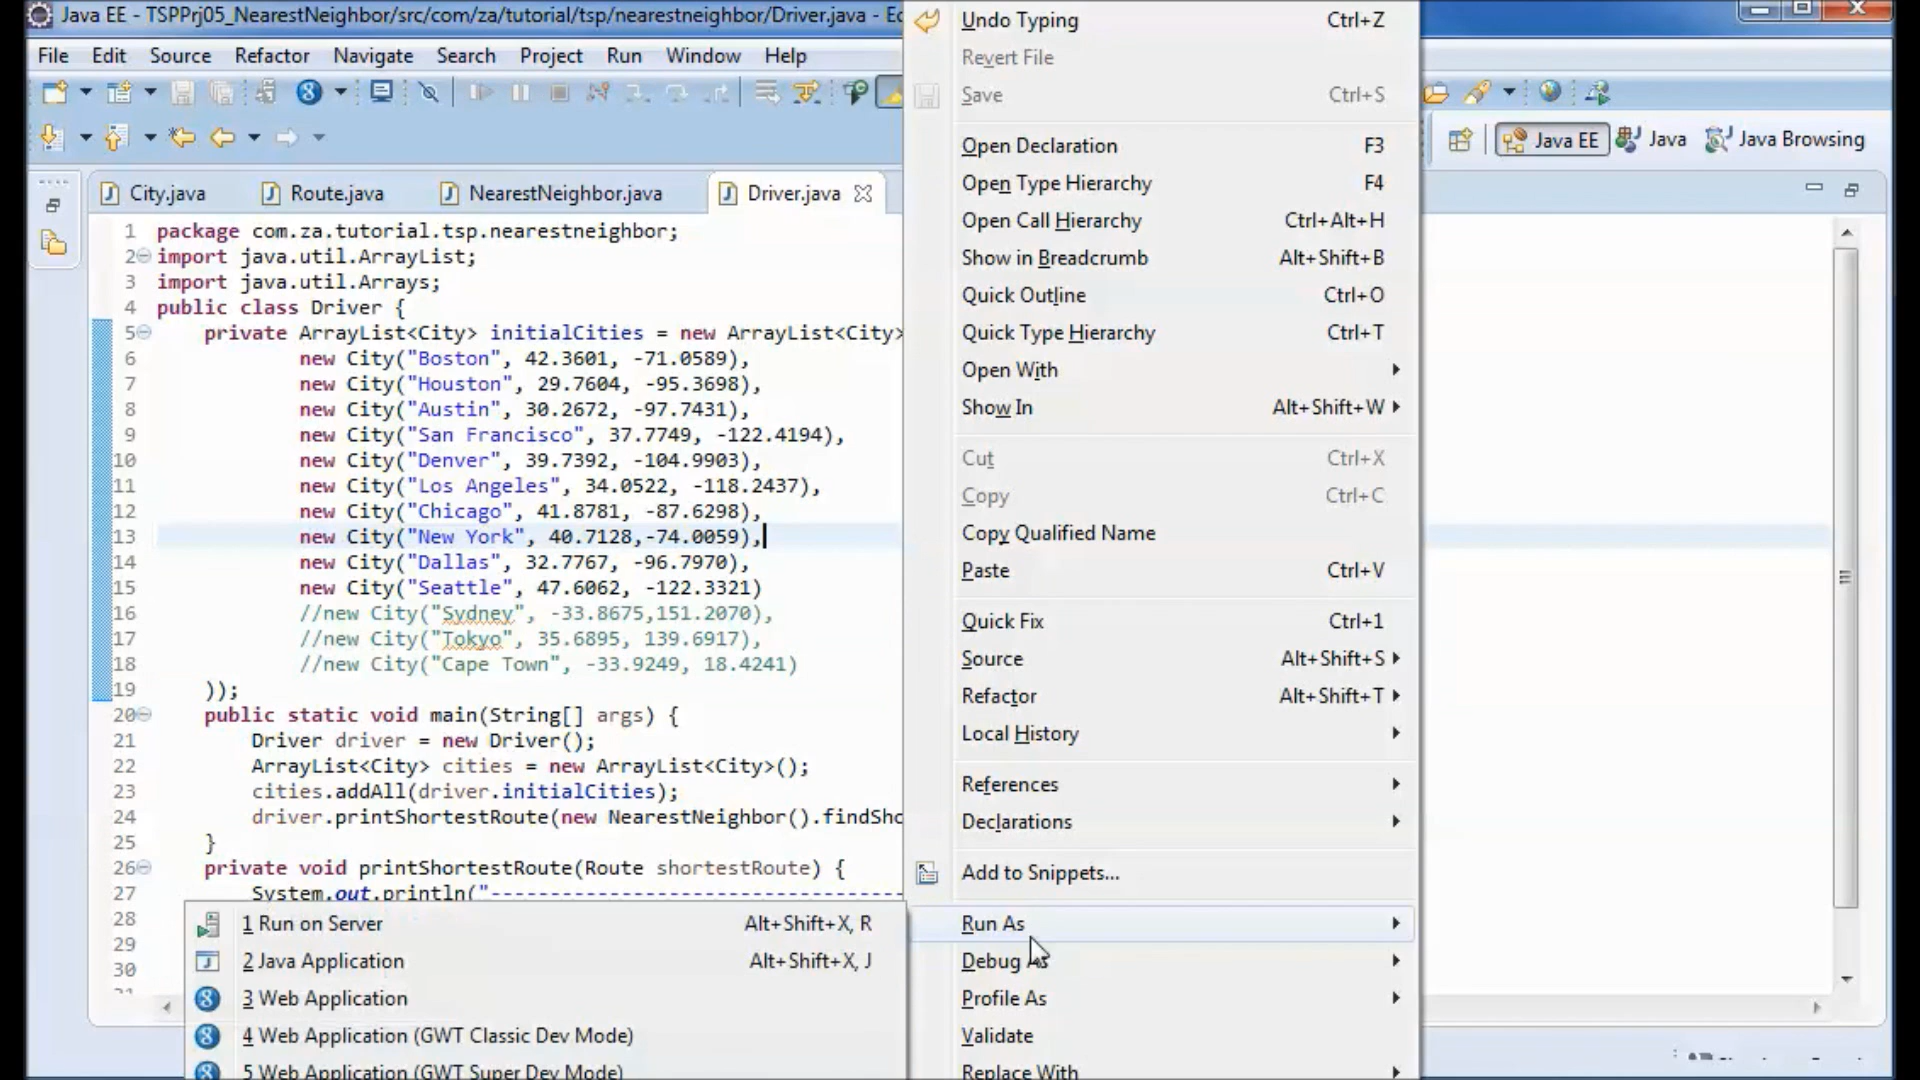 Java EE - TSPPrj05_NearestNeighbor/src/com/za/tutorial/tsp/nearestneighbor/Driver.java - Ec
File Edit Source Refactor Navigate Search Project Run Window Help
Java EE Java Java Browsing
City.java Route.java NearestNeighbor.java Driver.java
1 package com.za.tutorial.tsp.nearestneighbor;
2 import java.util.ArrayList;
3 import java.util.Arrays;
4 public class Driver {
5 private ArrayList<City> initialCities = new ArrayList<City>
6 new City("Boston", 42.3601, -71.0589),
7 new City("Houston", 29.7604, -95.3698),
8 new City("Austin", 30.2672, -97.7431),
9 new City("San Francisco", 37.7749, -122.4194),
10 new City("Denver", 39.7392, -104.9903),
11 new City("Los Angeles", 34.0522, -118.2437),
12 new City("Chicago", 41.8781, -87.6298),
13 new City("New York", 40.7128,-74.0059),
14 new City("Dallas", 32.7767, -96.7970),
15 new City("Seattle", 47.6062, -122.3321)
16 //new City("Sydney", -33.8675,151.2070),
17 //new City("Tokyo", 35.6895, 139.6917),
18 //new City("Cape Town", -33.9249, 18.4241)
19 ));
20 public static void main(String[] args) {
21 Driver driver = new Driver();
22 ArrayList<City> cities = new ArrayList<City>();
23 cities.addAll(driver.initialCities);
24 driver.printShortestRoute(new NearestNeighbor().findSho
25 }
26 private void printShortestRoute(Route shortestRoute) {
27 System.out.println("-----------------------------------
28
29
30
Undo Typing Ctrl+Z
Revert File
Save Ctrl+S
Open Declaration F3
Open Type Hierarchy F4
Open Call Hierarchy Ctrl+Alt+H
Show in Breadcrumb Alt+Shift+B
Quick Outline Ctrl+O
Quick Type Hierarchy Ctrl+T
Open With
Show In Alt+Shift+W
Cut Ctrl+X
Copy Ctrl+C
Copy Qualified Name
Paste Ctrl+V
Quick Fix Ctrl+1
Source Alt+Shift+S
Refactor Alt+Shift+T
Local History
References
Declarations
Add to Snippets...
Run As
Debug As
Profile As
Validate
Replace With
1 Run on Server Alt+Shift+X, R
2 Java Application Alt+Shift+X, J
3 Web Application
4 Web Application (GWT Classic Dev Mode)
5 Web Application (GWT Super Dev Mode)